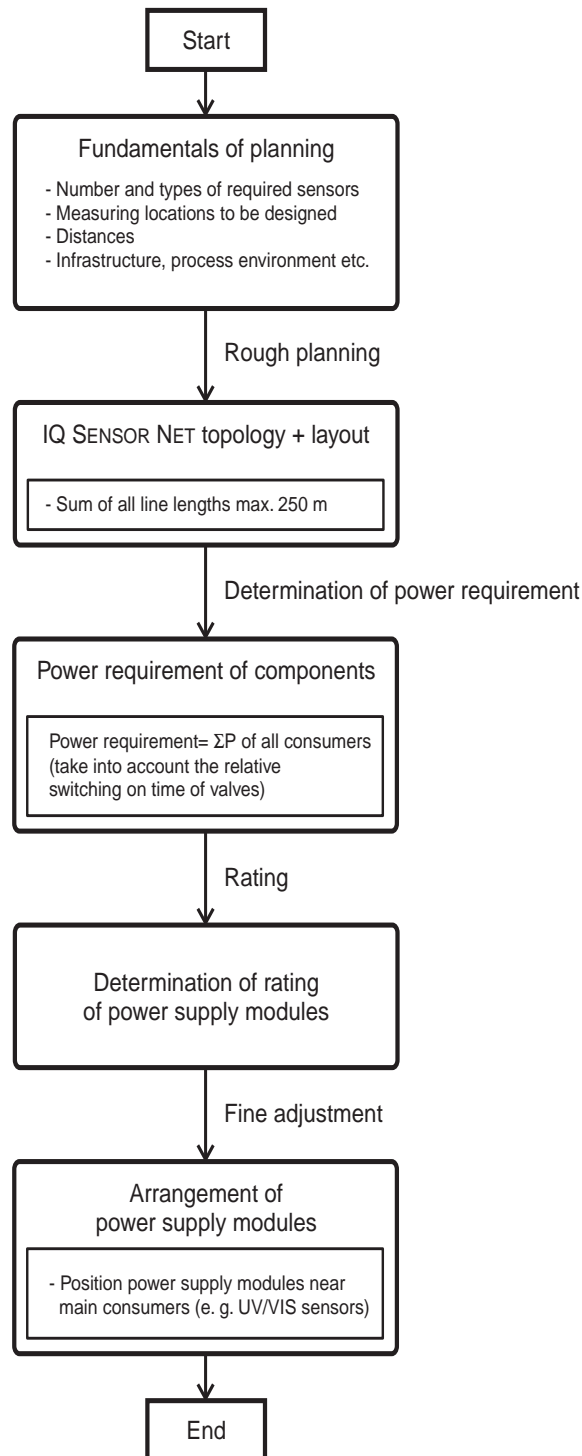 Start
Fundamentals of planning
- Number and types of required sensors
- Measuring locations to be designed
- Distances
- Infrastructure, process environment etc.
Rough planning
IQ SENSOR NET topology + layout
- Sum of all line lengths max. 250 m
Determination of power requirement
Power requirement of components
Power requirement= ΣP of all consumers
(take into account the relative
switching on time of valves)
Rating
Determination of rating
of power supply modules
Fine adjustment
Arrangement of
power supply modules
- Position power supply modules near
main consumers (e. g. UV/VIS sensors)
End